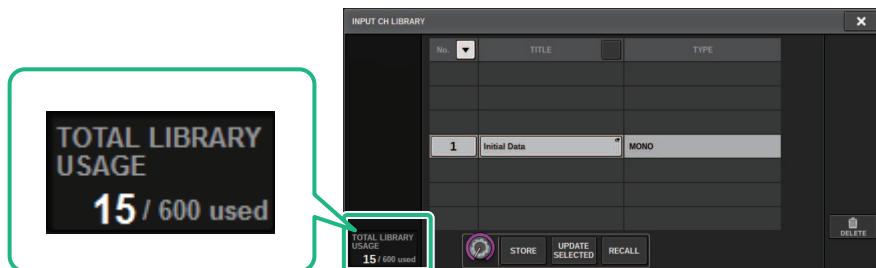 INPUT CH LIBRARY
No. TITLE TYPE
TOTAL LIBRARY
USAGE
15 / 600 used
1 Initial Data MONO
TOTAL LIBRARY
USAGE
15 / 600 used
STORE
UPDATE
SELECTED
RECALL
DELETE